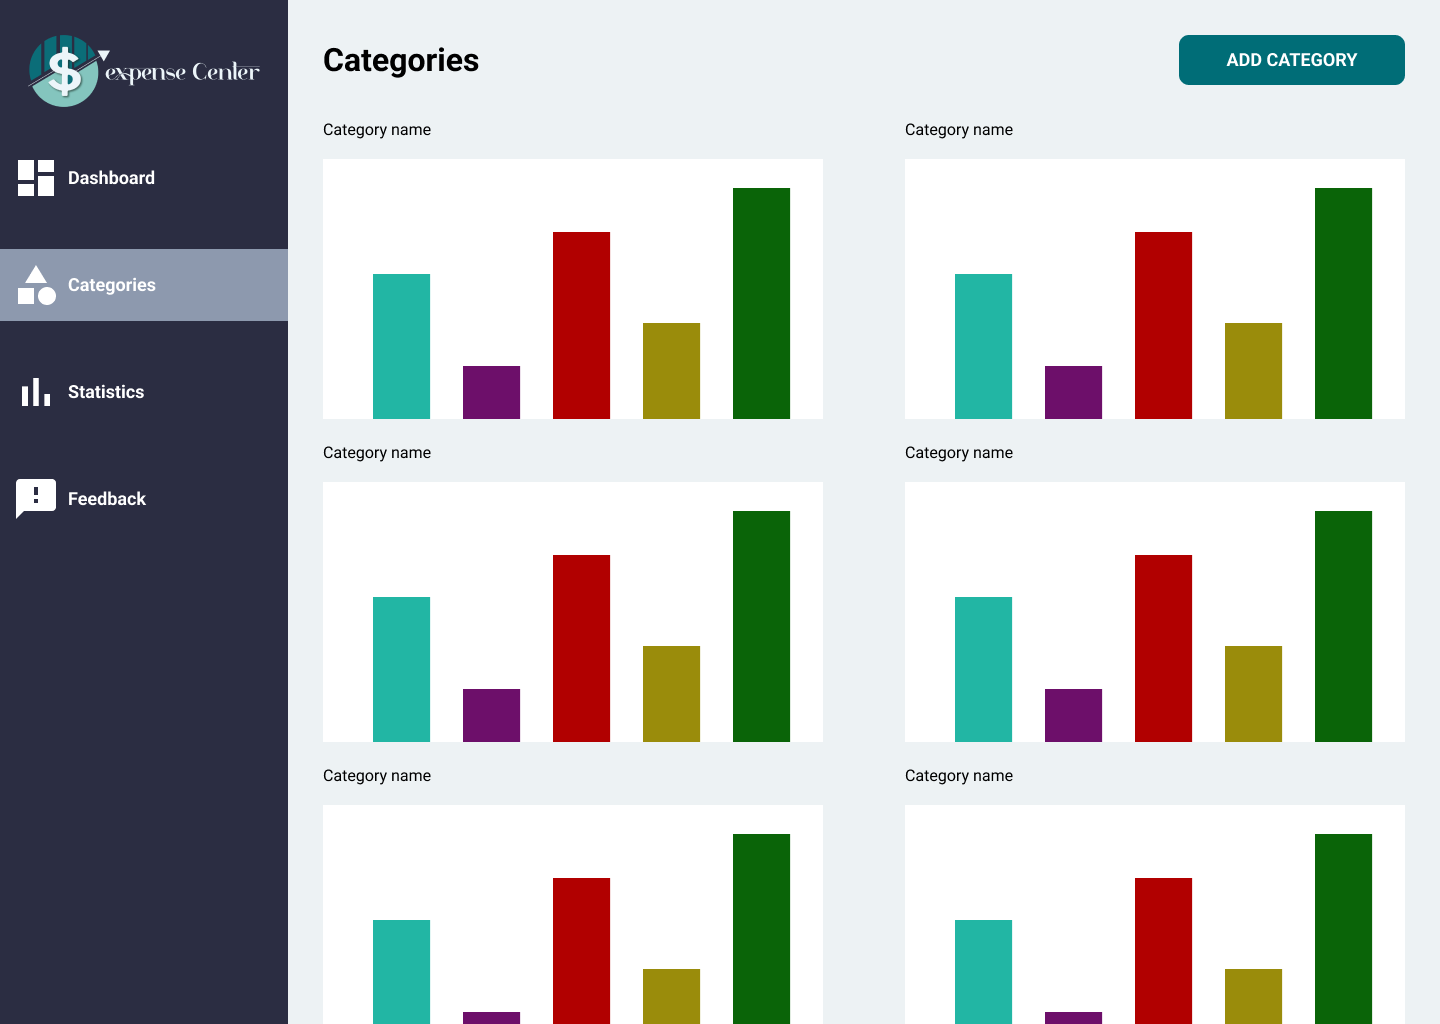 $ expense Center
Dashboard
Categories
Statistics
Feedback
Categories
ADD CATEGORY
Category name
Category name
Category name
Category name
Category name
Category name